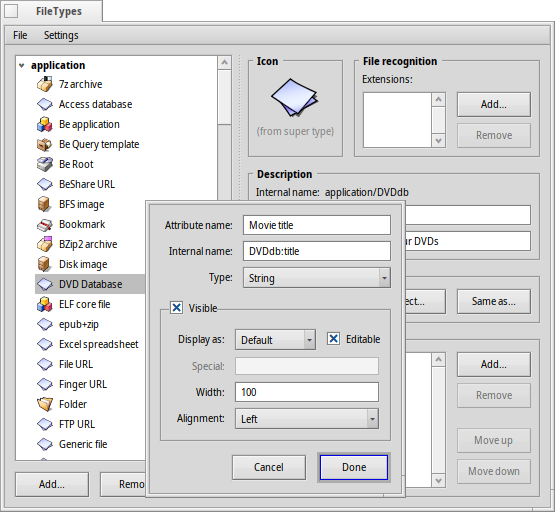 FileTypes
File Settings
application
7z archive
Access database
Be application
Be Query template
Be Root
BeShare URL
BFS image
Bookmark
BZip2 archive
Disk image
DVD Database
ELF core file
epub+zip
Excel spreadsheet
File URL
Finger URL
Folder
FTP URL
Generic file
Add...
Remo
Icon
(from super type)
File recognition
Extensions:
Add...
Remove
Description
Internal name: application/DVDdb
ur DVDs
ect...
Same as...
Add...
Remove
Move up
Move down
Attribute name: Movie title
Internal name: DVDdb:title
Type: String
Visible
Display as: Default
Editable
Special:
Width: 100
Alignment: Left
Cancel
Done